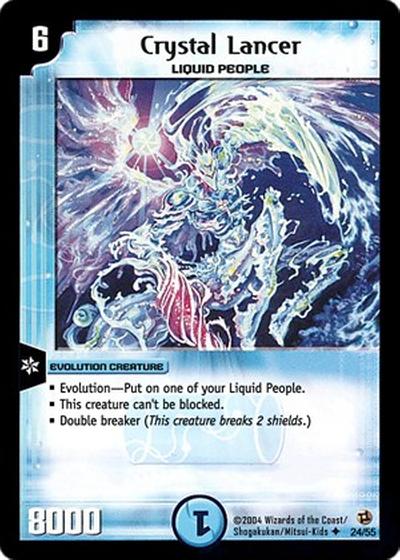 6
Crystal Lancer
LIQUID PEOPLE
EVOLUTION CREATURE
▪ Evolution—Put on one of your Liquid People.
▪ This creature can't be blocked.
▪ Double breaker (This creature breaks 2 shields.)
8000
1
©2004 Wizards of the Coast/
Shogakukan/Mitsui-Kids ✦ 24/55